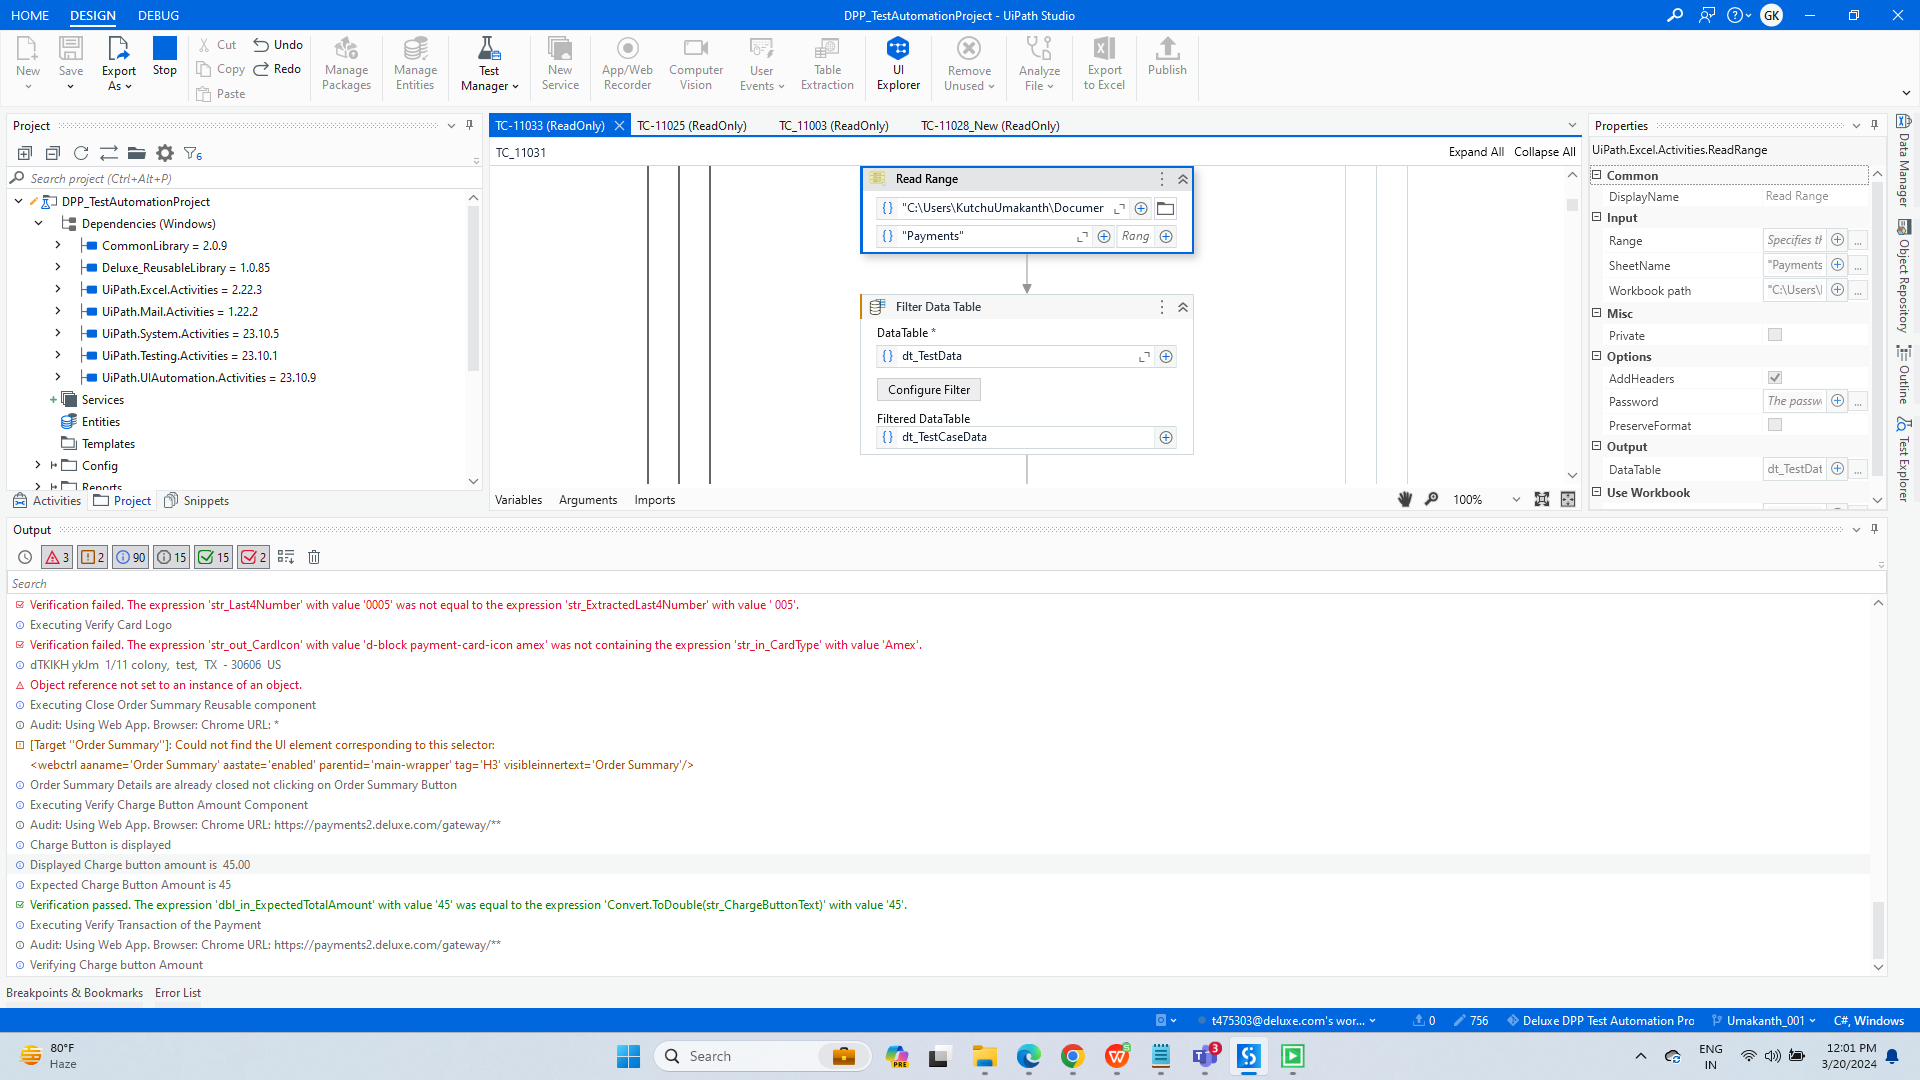 HOME DESIGN DEBUG
DPP_TestAutomationProject - UiPath Studio
GK
New
Save
Export As
Stop
Cut
Copy
Paste
Undo
Redo
Manage Packages
Manage Entities
Test Manager
New Service
App/Web Recorder
Computer Vision
User Events
Table Extraction
UI Explorer
Remove Unused
Analyze File
Export to Excel
Publish
Project
6
Search project (Ctrl+Alt+P)
DPP_TestAutomationProject
Dependencies (Windows)
CommonLibrary = 2.0.9
Deluxe_ReusableLibrary = 1.0.85
UiPath.Excel.Activities = 2.22.3
UiPath.Mail.Activities = 1.22.2
UiPath.System.Activities = 23.10.5
UiPath.Testing.Activities = 23.10.1
UiPath.UIAutomation.Activities = 23.10.9
Services
Entities
Templates
Config
Reports
Activities Project Snippets
TC-11033 (ReadOnly) TC-11025 (ReadOnly) TC_11003 (ReadOnly) TC-11028_New (ReadOnly)
TC_11031
Expand All Collapse All
Read Range
"C:\Users\KutchuUmakanth\Documer
"Payments" Rang
Filter Data Table
DataTable *
dt_TestData
Configure Filter
Filtered DataTable
dt_TestCaseData
Variables Arguments Imports
100%
Properties
UiPath.Excel.Activities.ReadRange
Common
DisplayName Read Range
Input
Range Specifies th
SheetName "Payments
Workbook path "C:\Users\I
Misc
Private
Options
AddHeaders
Password The passw
PreserveFormat
Output
DataTable dt_TestDat
Use Workbook
Data Manager
Object Repository
Outline
Test Explorer
Output
3 2 90 15 15 2
Search
Verification failed. The expression 'str_Last4Number' with value '0005' was not equal to the expression 'str_ExtractedLast4Number' with value ' 005'.
Executing Verify Card Logo
Verification failed. The expression 'str_out_CardIcon' with value 'd-block payment-card-icon amex' was not containing the expression 'str_in_CardType' with value 'Amex'.
dTKIKH ykJm 1/11 colony, test, TX - 30606 US
Object reference not set to an instance of an object.
Executing Close Order Summary Reusable component
Audit: Using Web App. Browser: Chrome URL: *
[Target "Order Summary"]: Could not find the UI element corresponding to this selector:
<webctrl aaname='Order Summary' aastate='enabled' parentid='main-wrapper' tag='H3' visibleinnertext='Order Summary'/>
Order Summary Details are already closed not clicking on Order Summary Button
Executing Verify Charge Button Amount Component
Audit: Using Web App. Browser: Chrome URL: https://payments2.deluxe.com/gateway/**
Charge Button is displayed
Displayed Charge button amount is 45.00
Expected Charge Button Amount is 45
Verification passed. The expression 'dbl_in_ExpectedTotalAmount' with value '45' was equal to the expression 'Convert.ToDouble(str_ChargeButtonText)' with value '45'.
Executing Verify Transaction of the Payment
Audit: Using Web App. Browser: Chrome URL: https://payments2.deluxe.com/gateway/**
Verifying Charge button Amount
Breakpoints & Bookmarks Error List
t475303@deluxe.com's wor... 0 756 Deluxe DPP Test Automation Pro Umakanth_001 C#, Windows
80°F
Haze
Search
PRE
3
ENG
IN
12:01 PM
3/20/2024